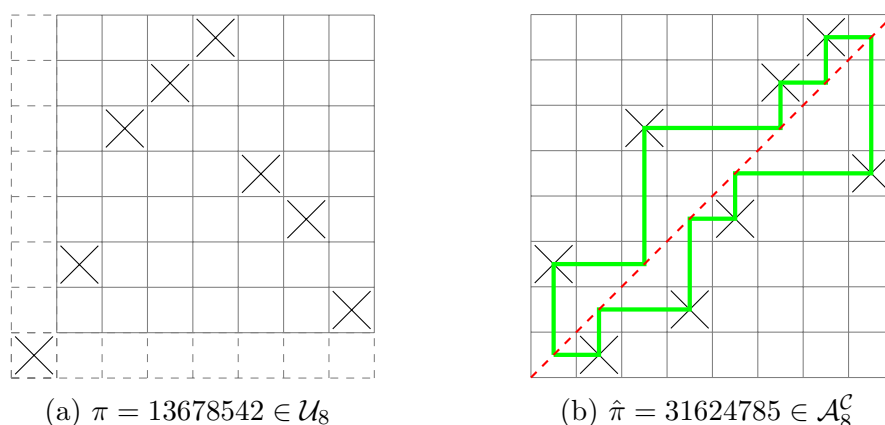 (a) π = 13678542 ∈ 𝒰₈
(b) π̂ = 31624785 ∈ 𝒜₈^𝒞